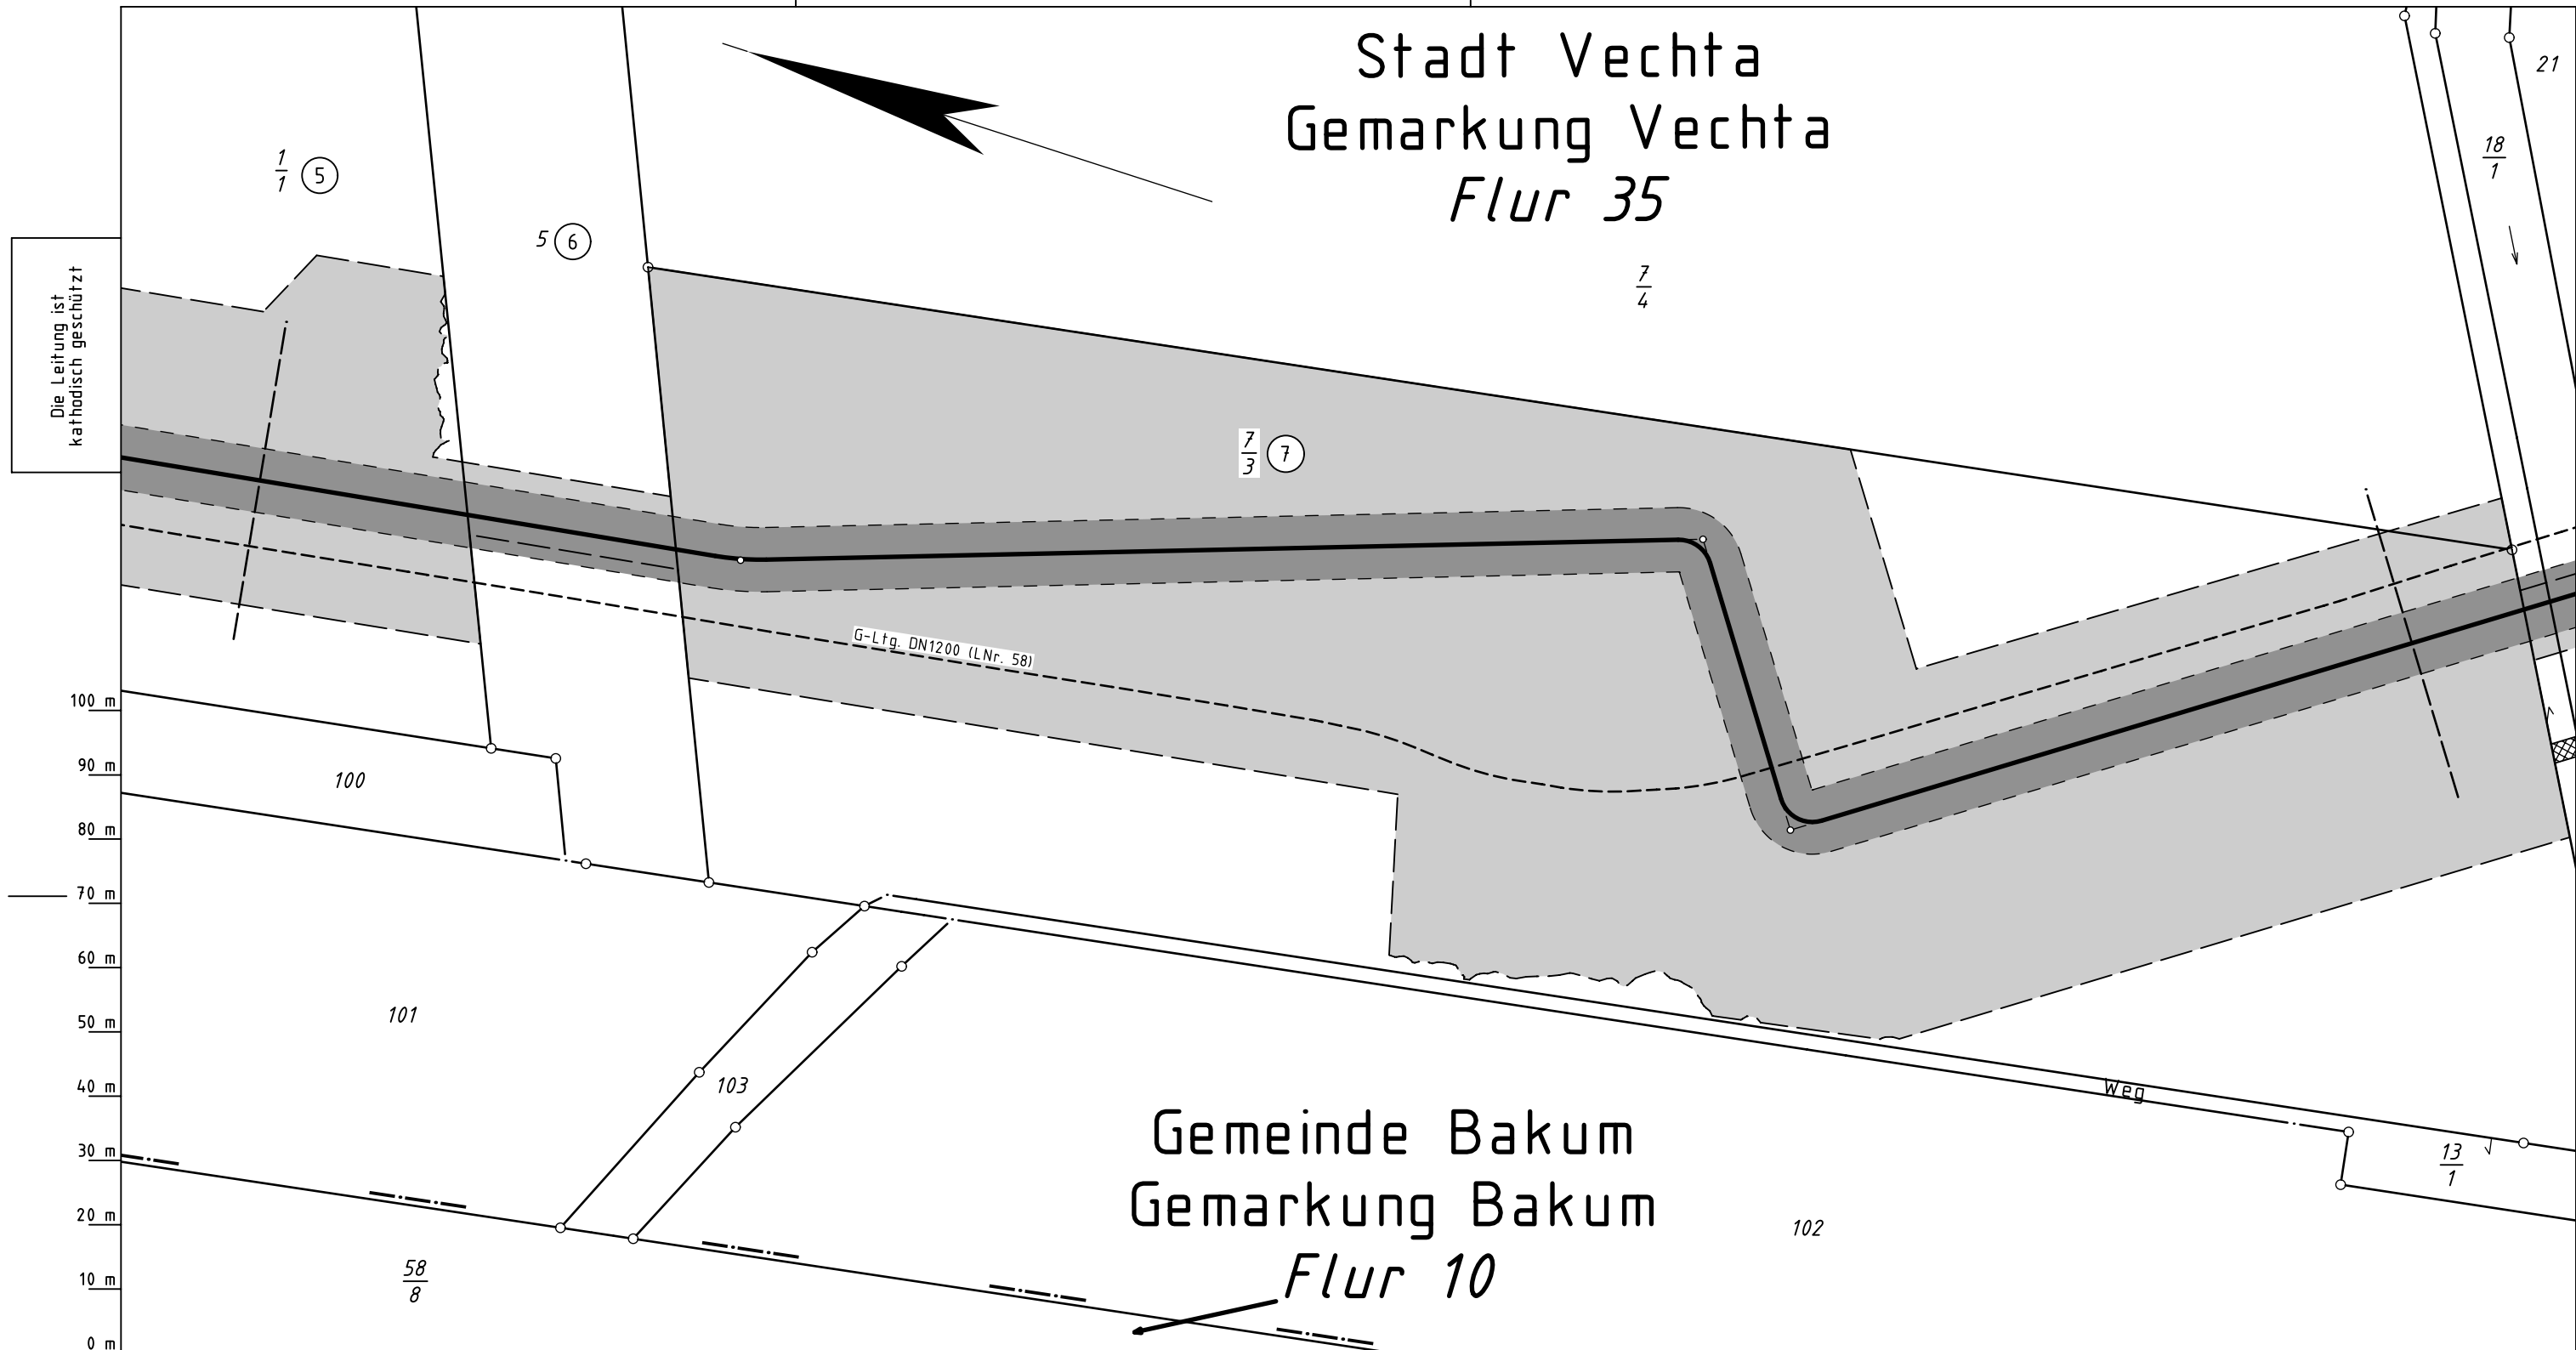 Stadt Vechta
Gemarkung Vechta
Flur 35
21
18
1
1
1
5
5
6
7
4
Die Leitung ist
kathodisch geschützt
7
3
7
G-Ltg. DN1200 (LNr. 58)
100 m
90 m
80 m
70 m
60 m
50 m
40 m
30 m
20 m
10 m
0 m
100
101
103
Weg
13
1
Gemeinde Bakum
Gemarkung Bakum
Flur 10
102
58
8